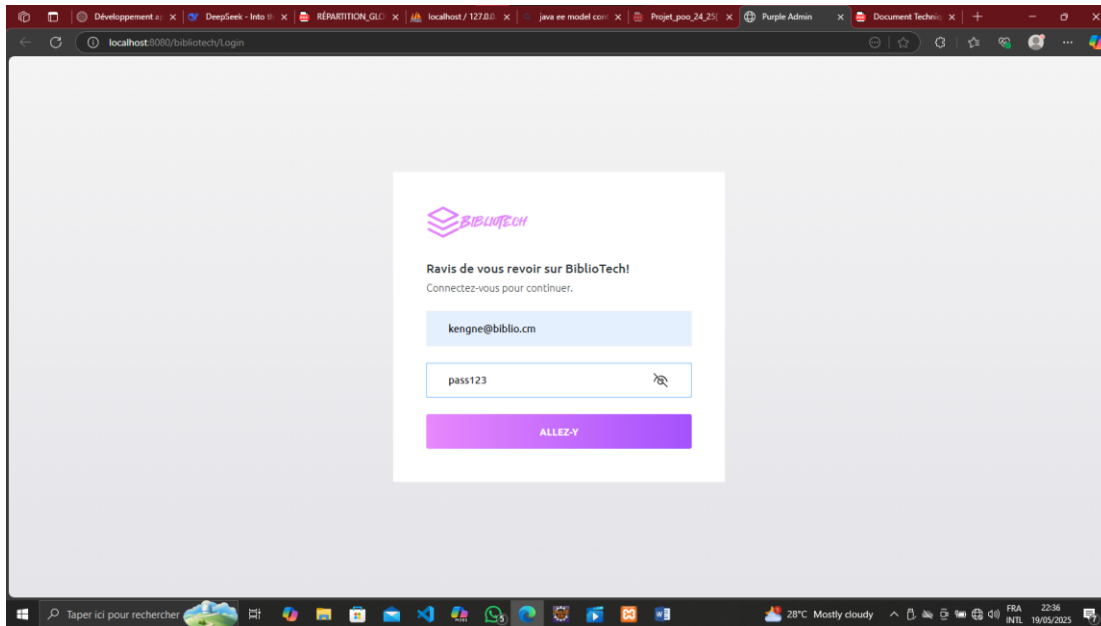 Développement a
DeepSeek - Into th
RÉPARTITION_GLO
localhost / 127.0.0.
java ee model con
Projet_poo_24_25
Purple Admin
Document Techniq
localhost:8080/bibliotech/Login
BIBLIOTECH
Ravis de vous revoir sur BiblioTech!
Connectez-vous pour continuer.
kengne@biblio.cm
pass123
ALLEZ-Y
Taper ici pour rechercher
28°C Mostly cloudy
FRA
INTL
22:36
19/05/2025